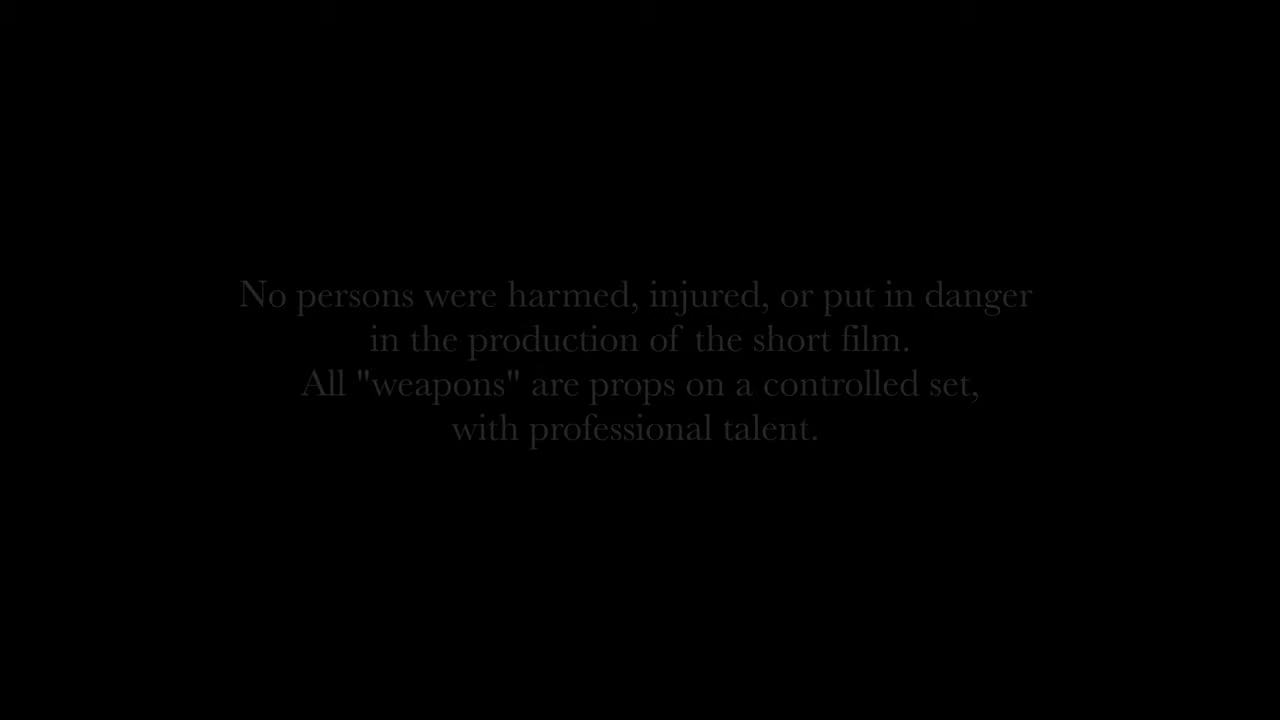 No persons were harmed, injured, or put in danger
in the production of the short film.
All "weapons" are props on a controlled set,
with professional talent.